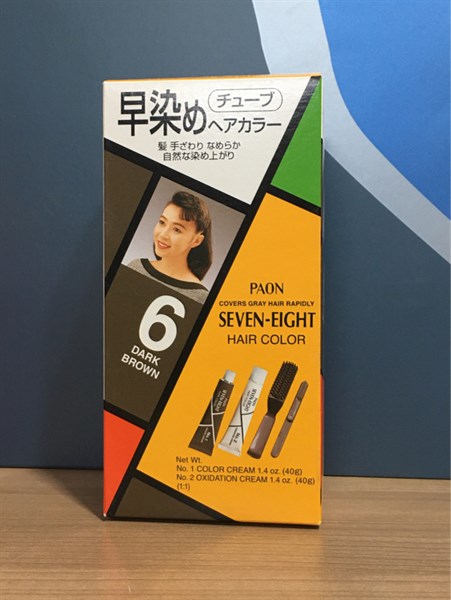 早染め チューブ
ヘアカラー
髪 手ざわり なめらか
自然な染め上がり
PAON
COVERS GRAY HAIR RAPIDLY
SEVEN-EIGHT
HAIR COLOR
6
DARK
BROWN
Net Wt.
No. 1 COLOR CREAM 1.4 oz. (40g)
No. 2 OXIDATION CREAM 1.4 oz. (40g)
(1:1)